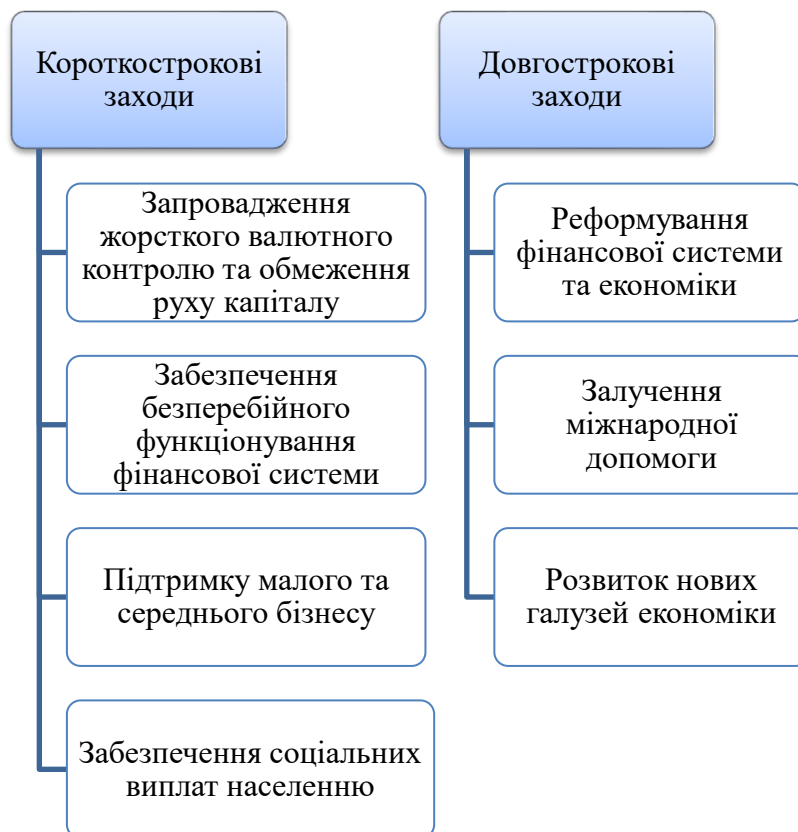 Короткострокові
заходи
Запровадження
жорсткого валютного
контролю та обмеження
руху капіталу
Забезпечення
безперебійного
функціонування
фінансової системи
Підтримку малого та
середнього бізнесу
Забезпечення соціальних
виплат населенню
Довгострокові
заходи
Реформування
фінансової системи
та економіки
Залучення
міжнародної
допомоги
Розвиток нових
галузей економіки